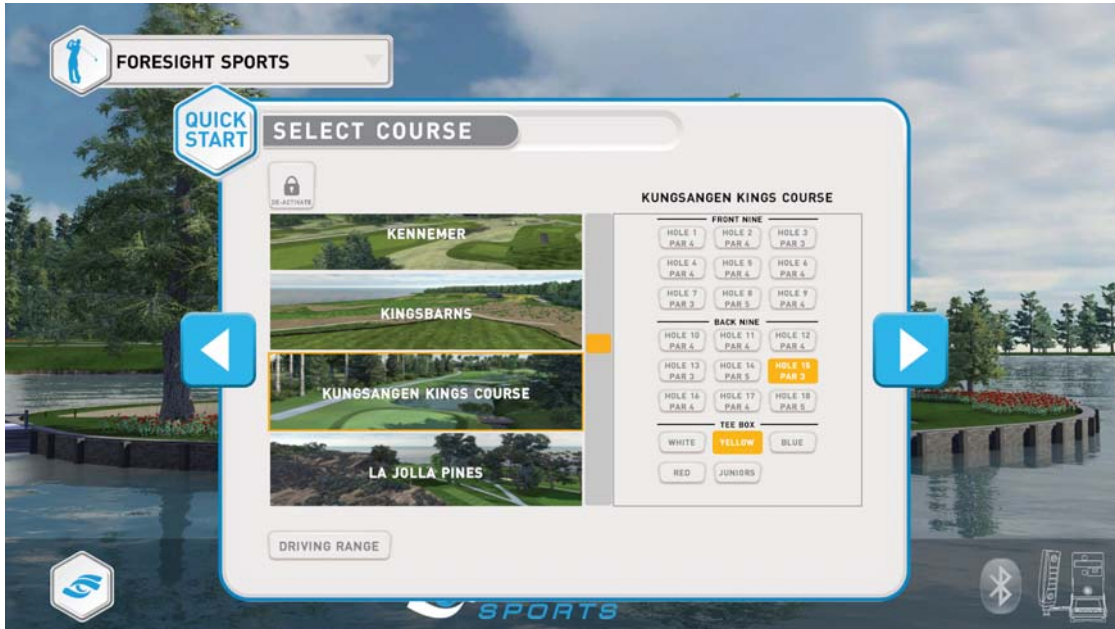 FORESIGHT SPORTS
QUICK
START
SELECT COURSE
DE-ACTIVATE
KENNEMER
KINGSBARNS
KUNGSANGEN KINGS COURSE
LA JOLLA PINES
DRIVING RANGE
KUNGSANGEN KINGS COURSE
FRONT NINE
HOLE 1 HOLE 2 HOLE 3
PAR 4 PAR 4 PAR 3
HOLE 4 HOLE 5 HOLE 6
PAR 4 PAR 4 PAR 4
HOLE 7 HOLE 8 HOLE 9
PAR 3 PAR 5 PAR 4
BACK NINE
HOLE 10 HOLE 11 HOLE 12
PAR 4 PAR 4 PAR 4
HOLE 13 HOLE 14 HOLE 15
PAR 3 PAR 5 PAR 3
HOLE 16 HOLE 17 HOLE 18
PAR 4 PAR 4 PAR 5
TEE BOX
WHITE YELLOW BLUE
RED JUNIORS
SPORTS